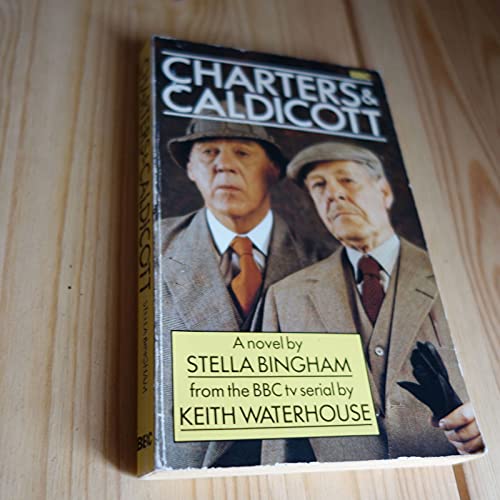 BBC
CHARTERS&
CALDICOTT
A novel by
STELLA BINGHAM
from the BBC tv serial by
KEITH WATERHOUSE
CHARTERS & CALDICOTT
STELLA BINGHAM
BBC